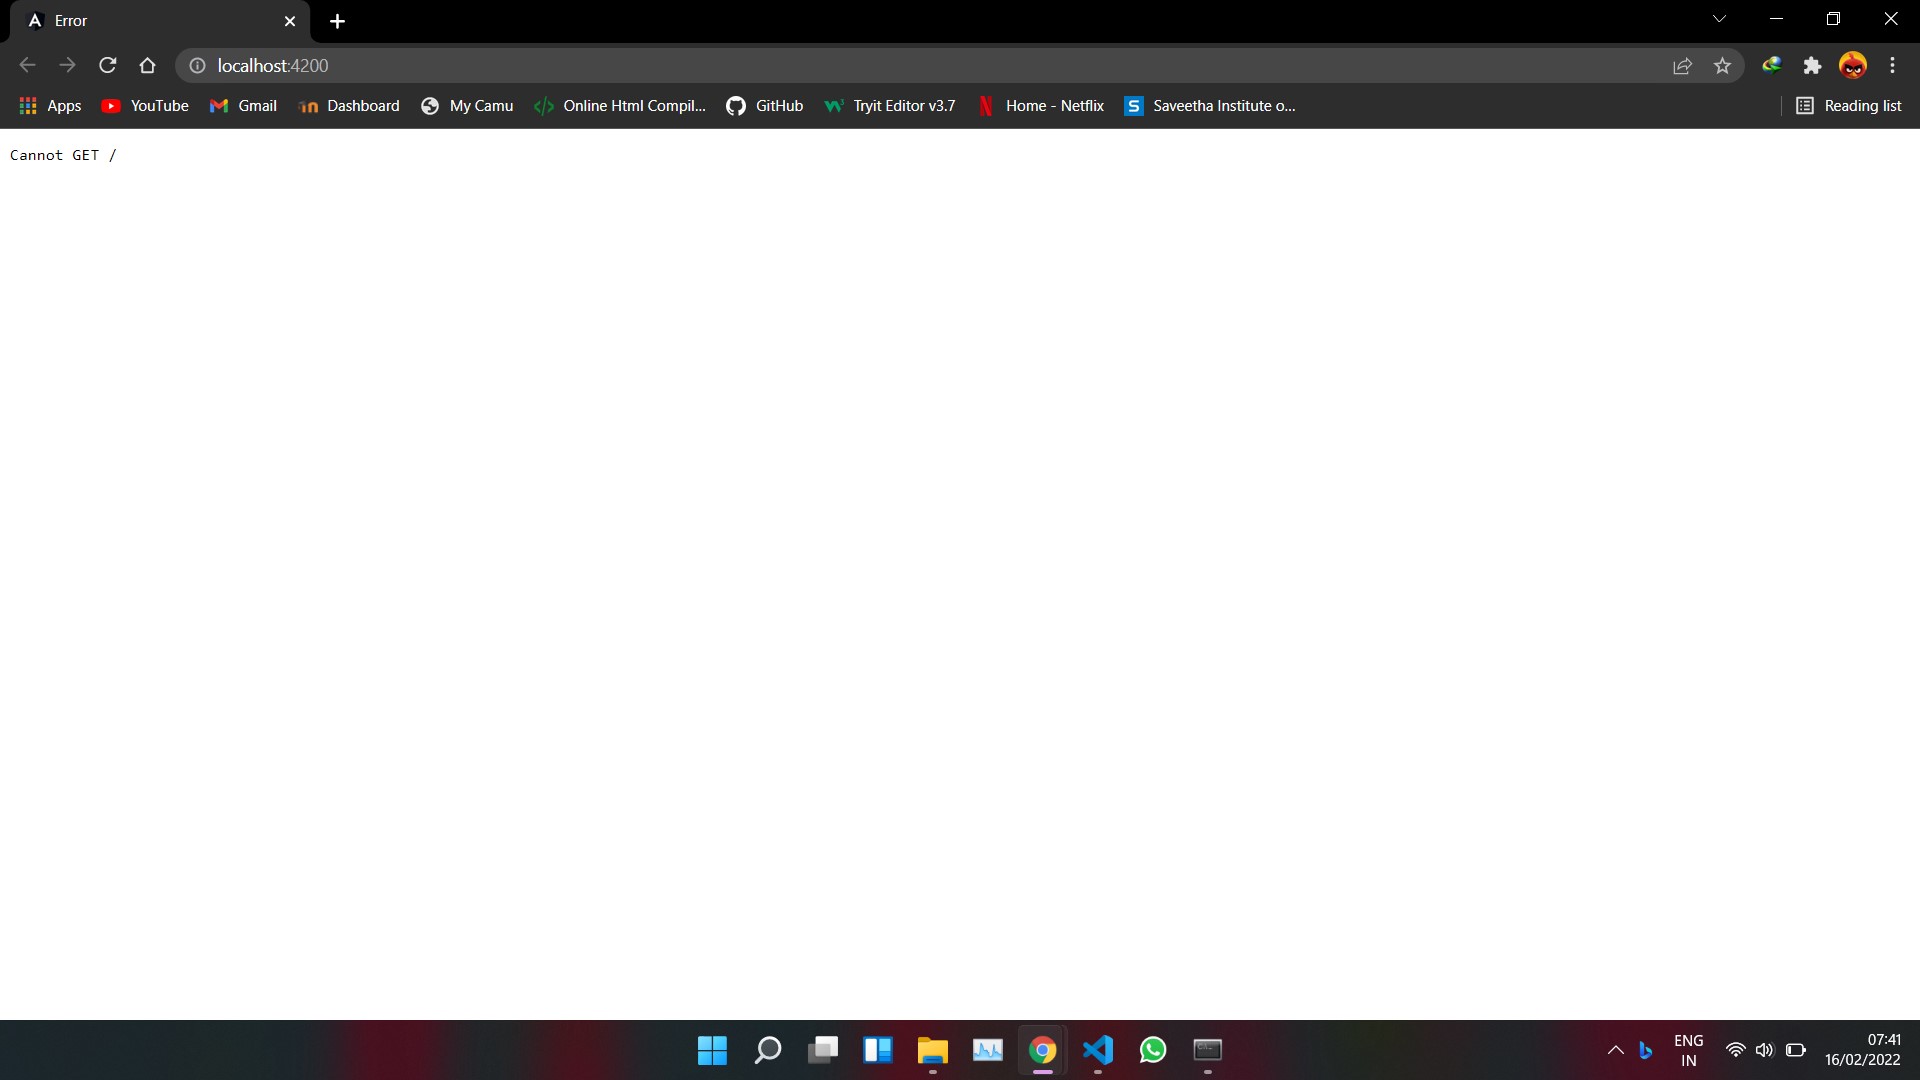 Error
localhost:4200
Apps YouTube Gmail Dashboard My Camu Online Html Compil... GitHub Tryit Editor v3.7 Home - Netflix Saveetha Institute o... Reading list
Cannot GET /
ENG
IN
07:41
16/02/2022